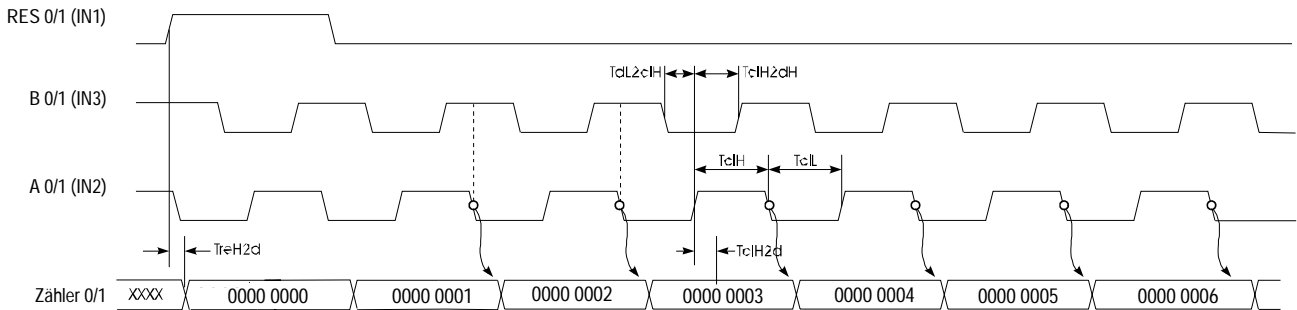 RES 0/1 (IN1)
TdL2clH
TclH2dH
B 0/1 (IN3)
TclH
TclL
A 0/1 (IN2)
TreH2d
TclH2d
Zähler 0/1
XXXX
0000 0000
0000 0001
0000 0002
0000 0003
0000 0004
0000 0005
0000 0006